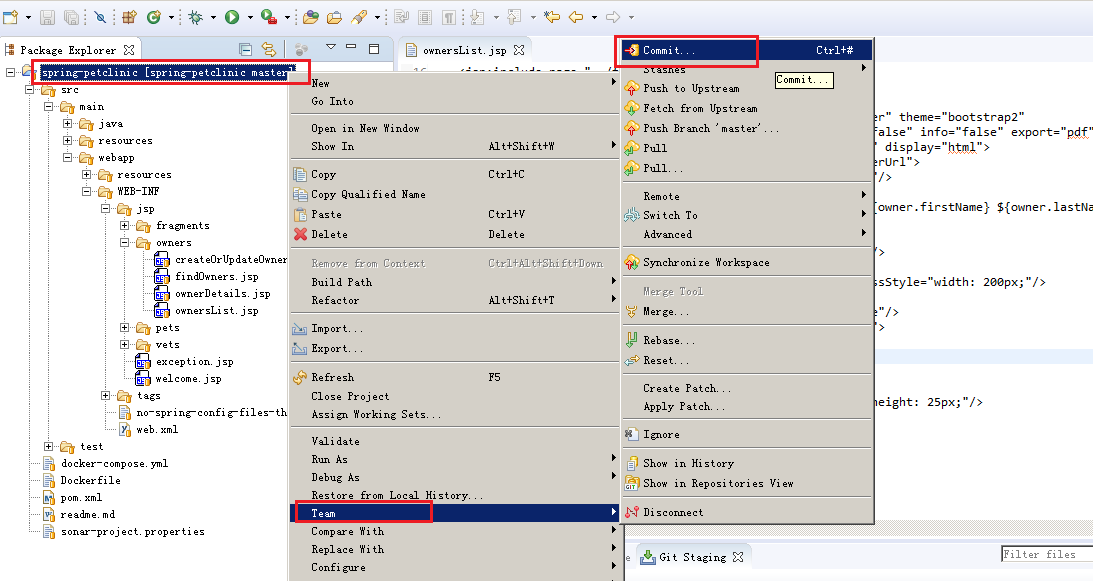 Package Explorer
spring-petclinic [spring-petclinic master]
src
main
java
resources
webapp
resources
WEB-INF
jsp
fragments
owners
createOrUpdateOwner
findOwners.jsp
ownerDetails.jsp
ownersList.jsp
pets
vets
exception.jsp
welcome.jsp
tags
no-spring-config-files-th
web.xml
test
docker-compose.yml
Dockerfile
pom.xml
readme.md
sonar-project.properties
New
Go Into
Open in New Window
Show In Alt+Shift+W
Copy Ctrl+C
Copy Qualified Name
Paste Ctrl+V
Delete Delete
Remove from Context Ctrl+Alt+Shift+Down
Build Path
Refactor Alt+Shift+T
Import...
Export...
Refresh F5
Close Project
Assign Working Sets...
Validate
Run As
Debug As
Restore from Local History...
Team
Compare With
Replace With
Configure
ownersList.jsp
Commit... Ctrl+#
Stashes
Commit...
Push to Upstream
Fetch from Upstream
Push Branch 'master'...
Pull
Pull...
Remote
Switch To
Advanced
Synchronize Workspace
Merge Tool
Merge...
Rebase...
Reset...
Create Patch...
Apply Patch...
Ignore
Show in History
Show in Repositories View
GIT
Disconnect
er" theme="bootstrap2"
false" info="false" export="pdf"
" display="html">
erUrl">
"/>
{owner.firstName} ${owner.lastNa
/>
ssStyle="width: 200px;"/>
e"/>
">
height: 25px;"/>
Git Staging
Filter files